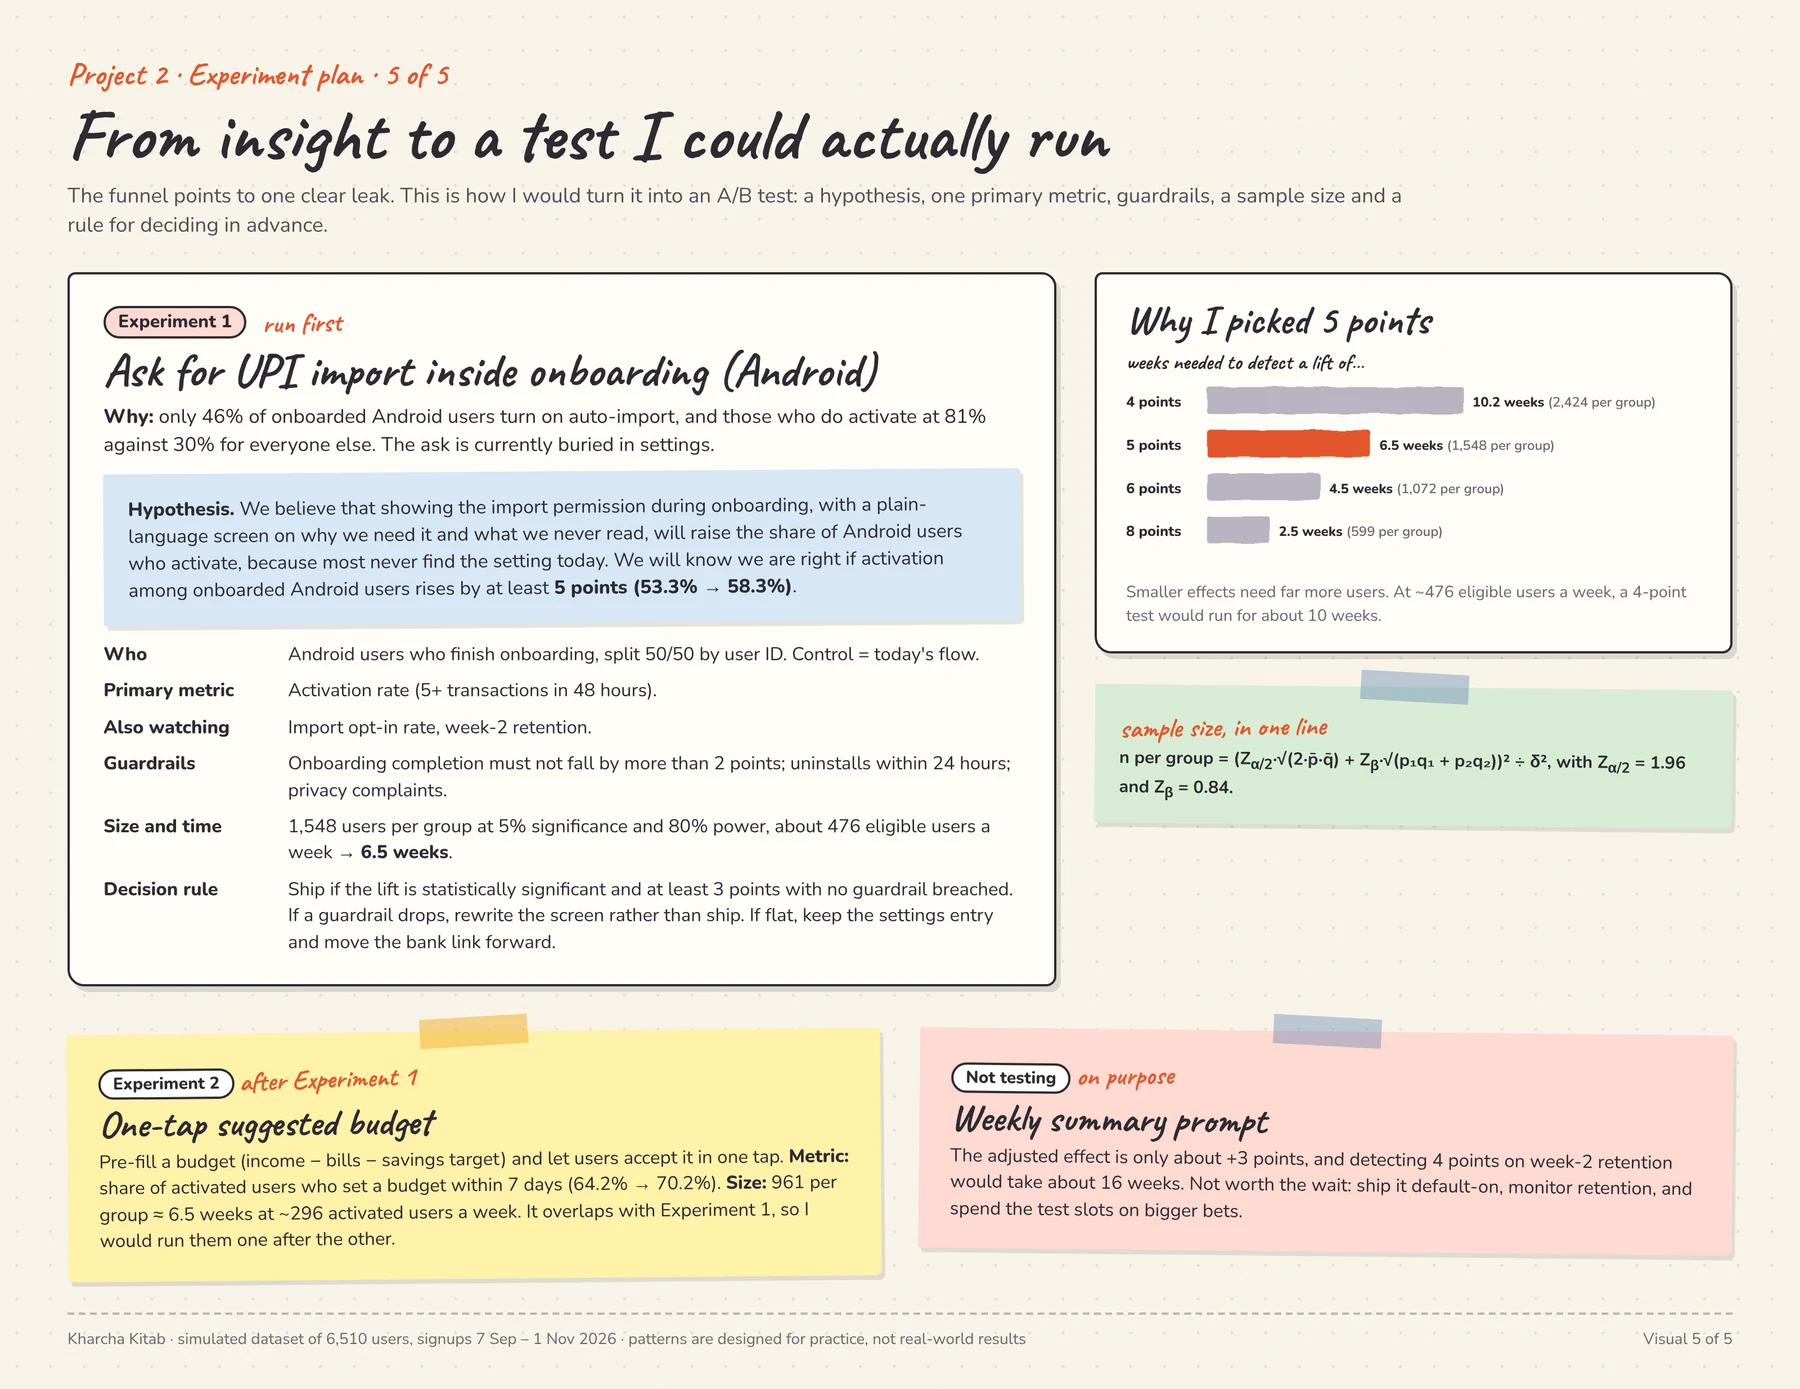 Project 2 · Experiment plan · 5 of 5
From insight to a test I could actually run
The funnel points to one clear leak. This is how I would turn it into an A/B test: a hypothesis, one primary metric, guardrails, a sample size and a
rule for deciding in advance.
Experiment 1 run first
Ask for UPI import inside onboarding (Android)
Why: only 46% of onboarded Android users turn on auto-import, and those who do activate at 81%
against 30% for everyone else. The ask is currently buried in settings.
Hypothesis. We believe that showing the import permission during onboarding, with a plain-
language screen on why we need it and what we never read, will raise the share of Android users
who activate, because most never find the setting today. We will know we are right if activation
among onboarded Android users rises by at least 5 points (53.3% → 58.3%).
Who Android users who finish onboarding, split 50/50 by user ID. Control = today's flow.
Primary metric Activation rate (5+ transactions in 48 hours).
Also watching Import opt-in rate, week-2 retention.
Guardrails Onboarding completion must not fall by more than 2 points; uninstalls within 24 hours;
privacy complaints.
Size and time 1,548 users per group at 5% significance and 80% power, about 476 eligible users a
week → 6.5 weeks.
Decision rule Ship if the lift is statistically significant and at least 3 points with no guardrail breached.
If a guardrail drops, rewrite the screen rather than ship. If flat, keep the settings entry
and move the bank link forward.
Why I picked 5 points
weeks needed to detect a lift of...
4 points 10.2 weeks (2,424 per group)
5 points 6.5 weeks (1,548 per group)
6 points 4.5 weeks (1,072 per group)
8 points 2.5 weeks (599 per group)
Smaller effects need far more users. At ~476 eligible users a week, a 4-point
test would run for about 10 weeks.
sample size, in one line
n per group = (Zα/2·√(2·p̄·q̄) + Zβ·√(p₁q₁ + p₂q₂))² ÷ δ², with Zα/2 = 1.96
and Zβ = 0.84.
Experiment 2 after Experiment 1
One-tap suggested budget
Pre-fill a budget (income − bills − savings target) and let users accept it in one tap. Metric:
share of activated users who set a budget within 7 days (64.2% → 70.2%). Size: 961 per
group ≈ 6.5 weeks at ~296 activated users a week. It overlaps with Experiment 1, so I
would run them one after the other.
Not testing on purpose
Weekly summary prompt
The adjusted effect is only about +3 points, and detecting 4 points on week-2 retention
would take about 16 weeks. Not worth the wait: ship it default-on, monitor retention, and
spend the test slots on bigger bets.
Kharcha Kitab · simulated dataset of 6,510 users, signups 7 Sep – 1 Nov 2026 · patterns are designed for practice, not real-world results
Visual 5 of 5